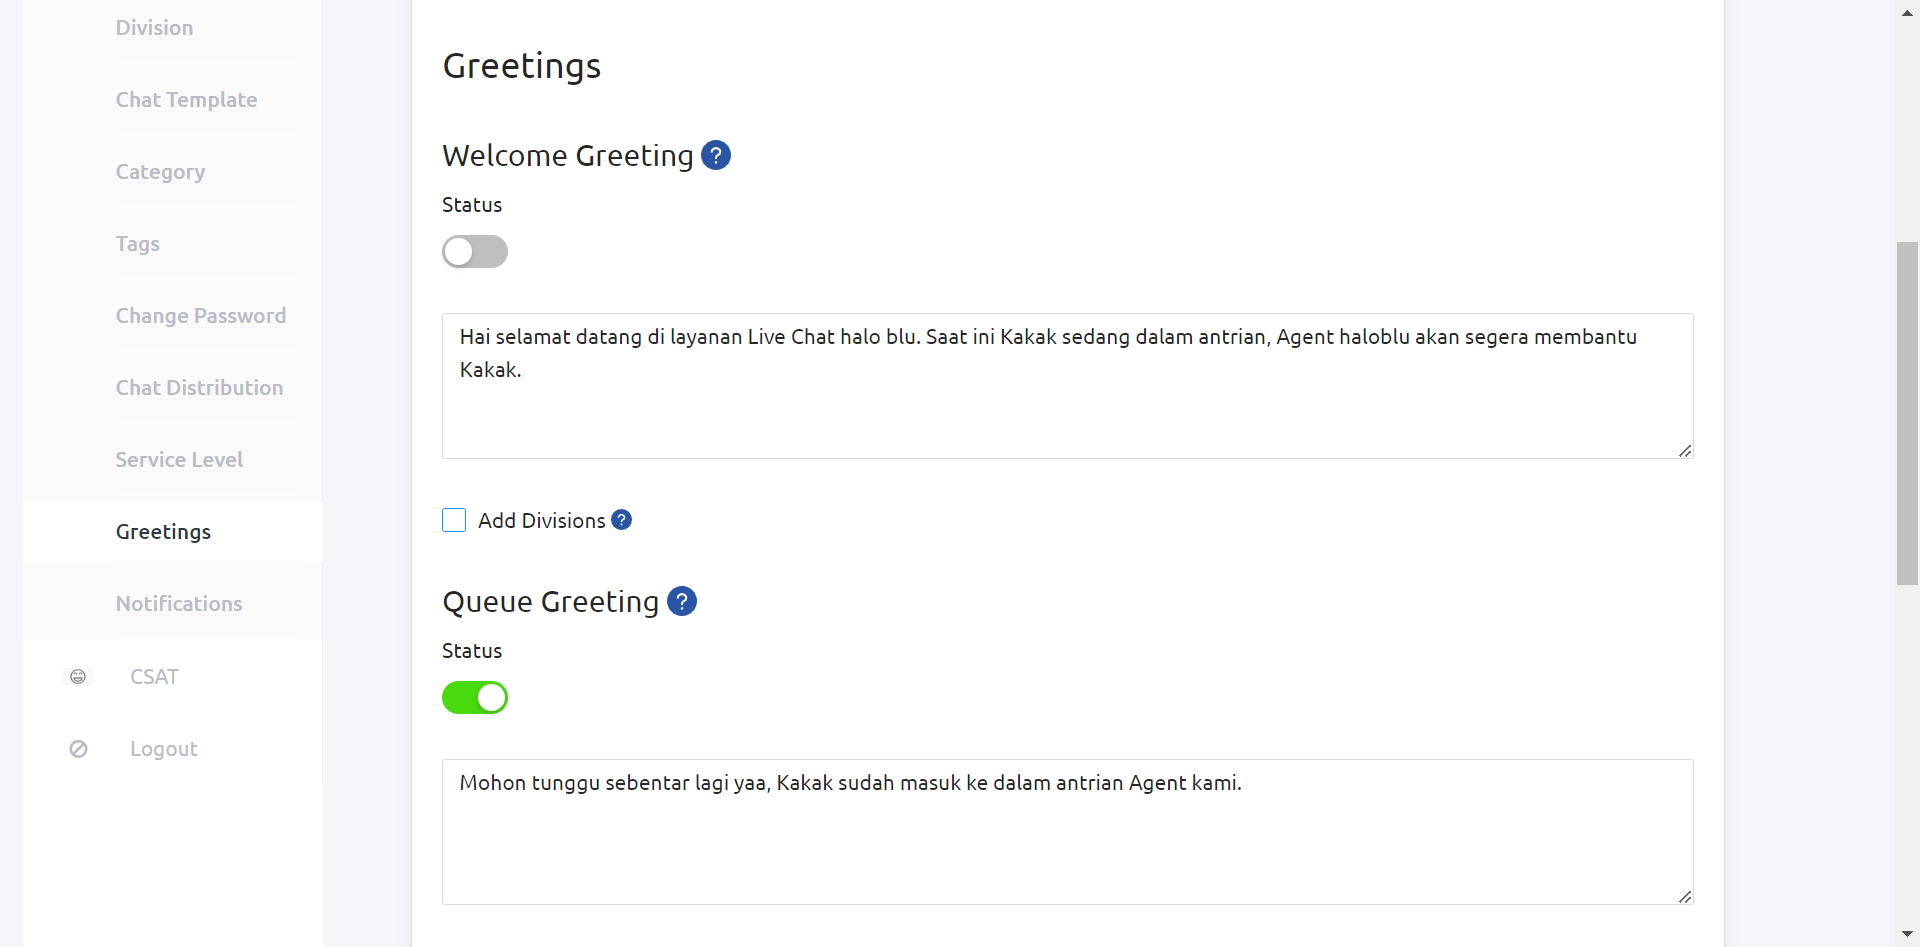 Division
Chat Template
Category
Tags
Change Password
Chat Distribution
Service Level
Greetings
Notifications
CSAT
Logout
Greetings
Welcome Greeting ?
Status
Hai selamat datang di layanan Live Chat halo blu. Saat ini Kakak sedang dalam antrian, Agent haloblu akan segera membantu
Kakak.
Add Divisions ?
Queue Greeting ?
Status
Mohon tunggu sebentar lagi yaa, Kakak sudah masuk ke dalam antrian Agent kami.